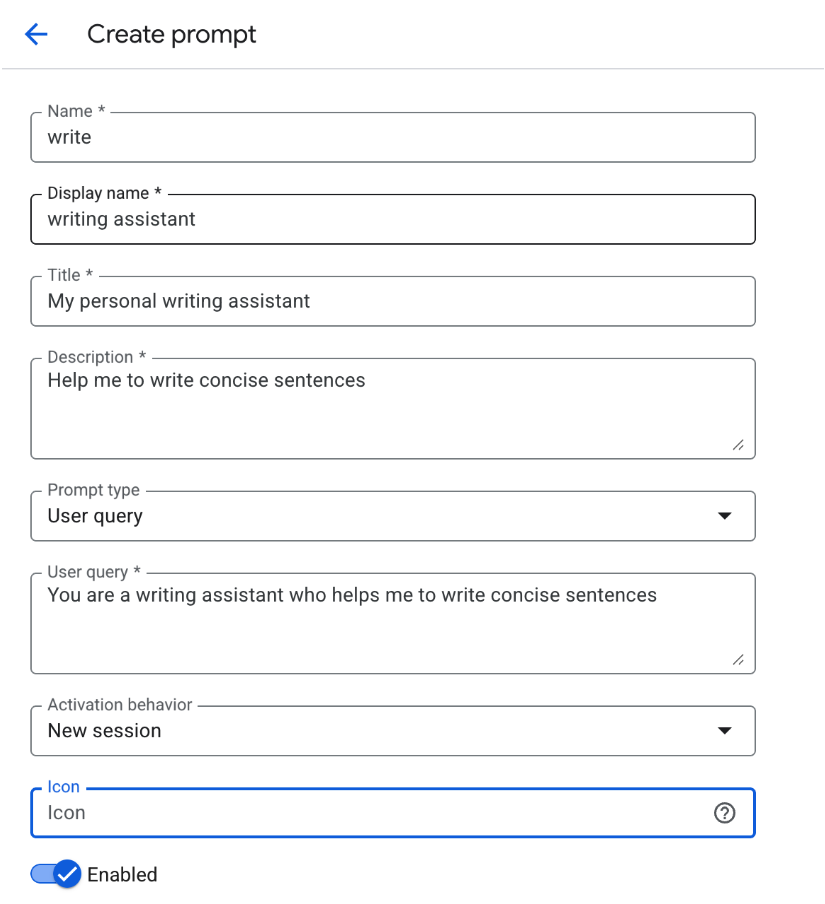 Create prompt
Name *
write
Display name *
writing assistant
Title *
My personal writing assistant
Description *
Help me to write concise sentences
Prompt type
User query
User query *
You are a writing assistant who helps me to write concise sentences
Activation behavior
New session
Icon
Icon
Enabled